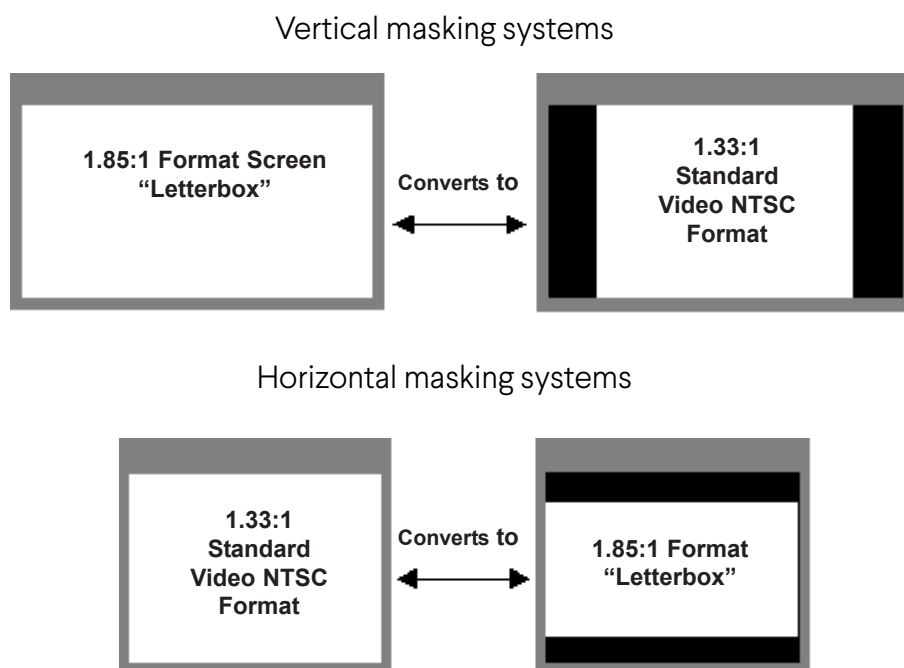 Vertical masking systems
1.85:1 Format Screen
“Letterbox”
Converts to
1.33:1
Standard
Video NTSC
Format
Horizontal masking systems
1.33:1
Standard
Video NTSC
Format
Converts to
1.85:1 Format
“Letterbox”